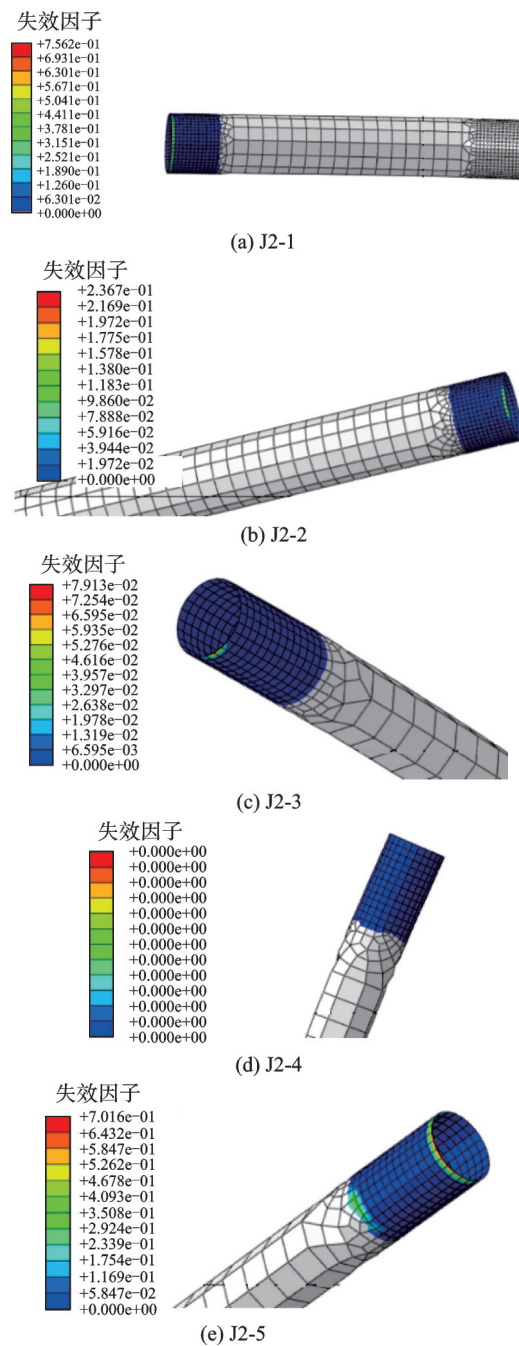 失效因子
+7.562e−01
+6.931e−01
+6.301e−01
+5.671e−01
+5.041e−01
+4.411e−01
+3.781e−01
+3.151e−01
+2.521e−01
+1.890e−01
+1.260e−01
+6.301e−02
+0.000e+00
(a) J2-1
失效因子
+2.367e−01
+2.169e−01
+1.972e−01
+1.775e−01
+1.578e−01
+1.380e−01
+1.183e−01
+9.860e−02
+7.888e−02
+5.916e−02
+3.944e−02
+1.972e−02
+0.000e+00
(b) J2-2
失效因子
+7.913e−02
+7.254e−02
+6.595e−02
+5.935e−02
+5.276e−02
+4.616e−02
+3.957e−02
+3.297e−02
+2.638e−02
+1.978e−02
+1.319e−02
+6.595e−03
+0.000e+00
(c) J2-3
失效因子
+0.000e+00
+0.000e+00
+0.000e+00
+0.000e+00
+0.000e+00
+0.000e+00
+0.000e+00
+0.000e+00
+0.000e+00
+0.000e+00
+0.000e+00
+0.000e+00
+0.000e+00
(d) J2-4
失效因子
+7.016e−01
+6.432e−01
+5.847e−01
+5.262e−01
+4.678e−01
+4.093e−01
+3.508e−01
+2.924e−01
+2.339e−01
+1.754e−01
+1.169e−01
+5.847e−02
+0.000e+00
(e) J2-5